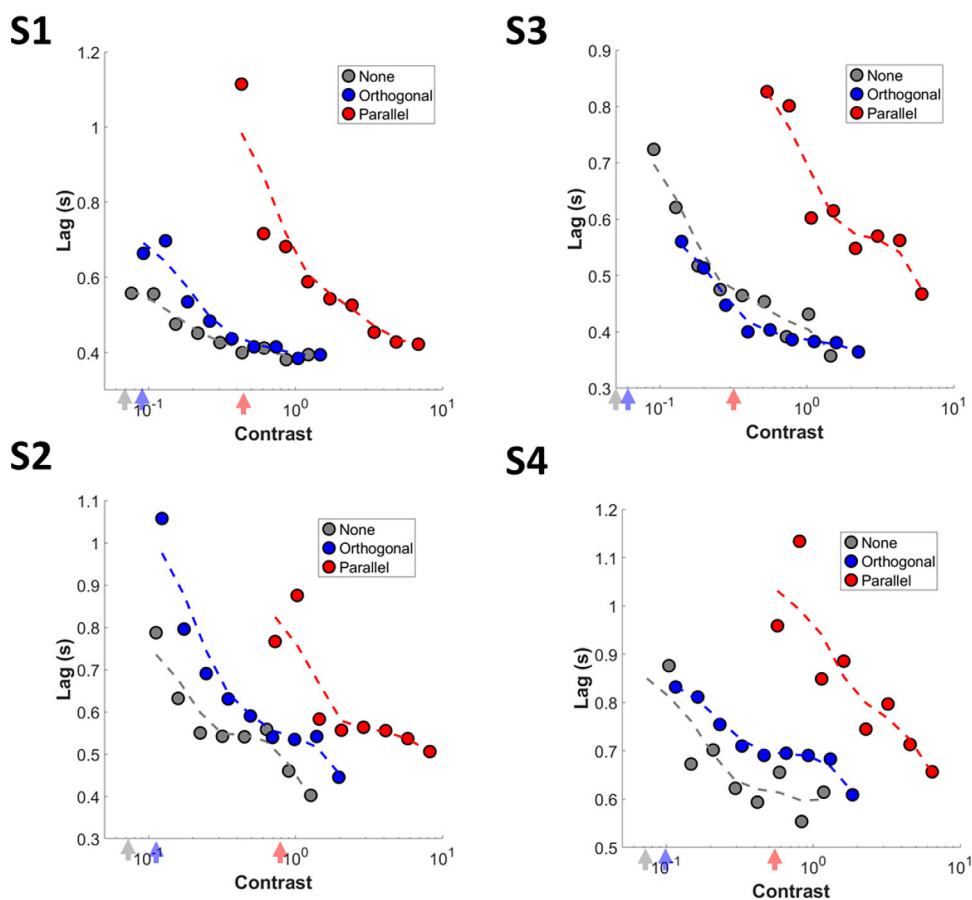 S1
1.2
1
0.8
0.6
0.4
Lag (s)
None
Orthogonal
Parallel
10-1
100
101
Contrast
S3
0.9
0.8
0.7
0.6
0.5
0.4
0.3
Lag (s)
None
Orthogonal
Parallel
10-1
100
101
Contrast
S2
1.1
1
0.9
0.8
0.7
0.6
0.5
0.4
0.3
Lag (s)
None
Orthogonal
Parallel
10-1
100
101
Contrast
S4
1.2
1.1
1
0.9
0.8
0.7
0.6
0.5
Lag (s)
None
Orthogonal
Parallel
10-1
100
101
Contrast